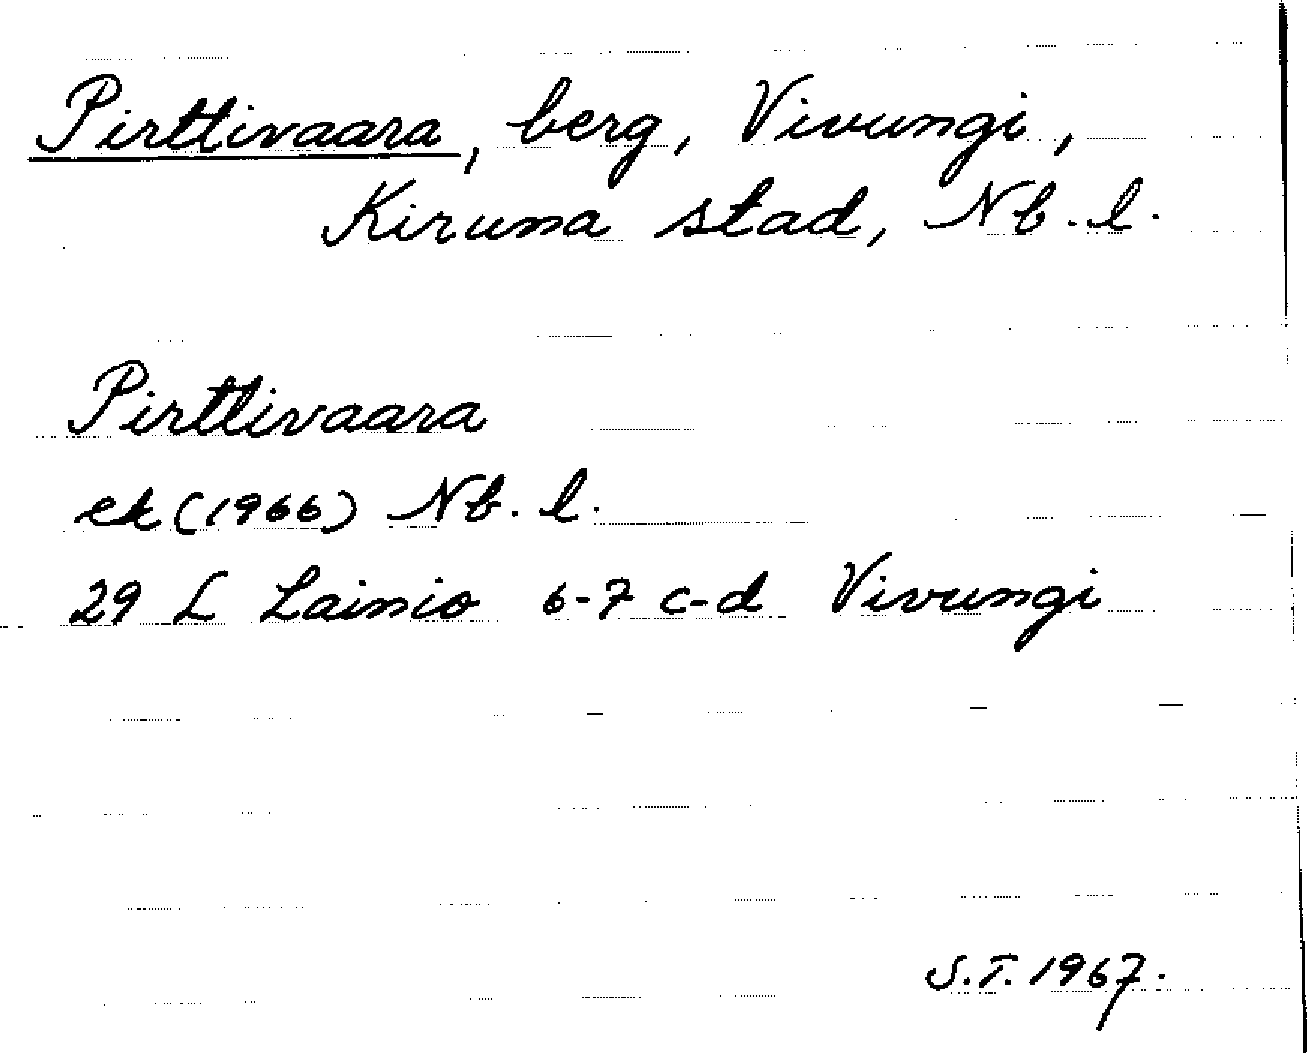 Pirttivaara, berg, Vivungi,
Kiruna stad, Nb. l.
Pirttivaara
ek (1966) Nb. l.
29 L Lainio 6-7 c-d Vivungi
S.T. 1967.